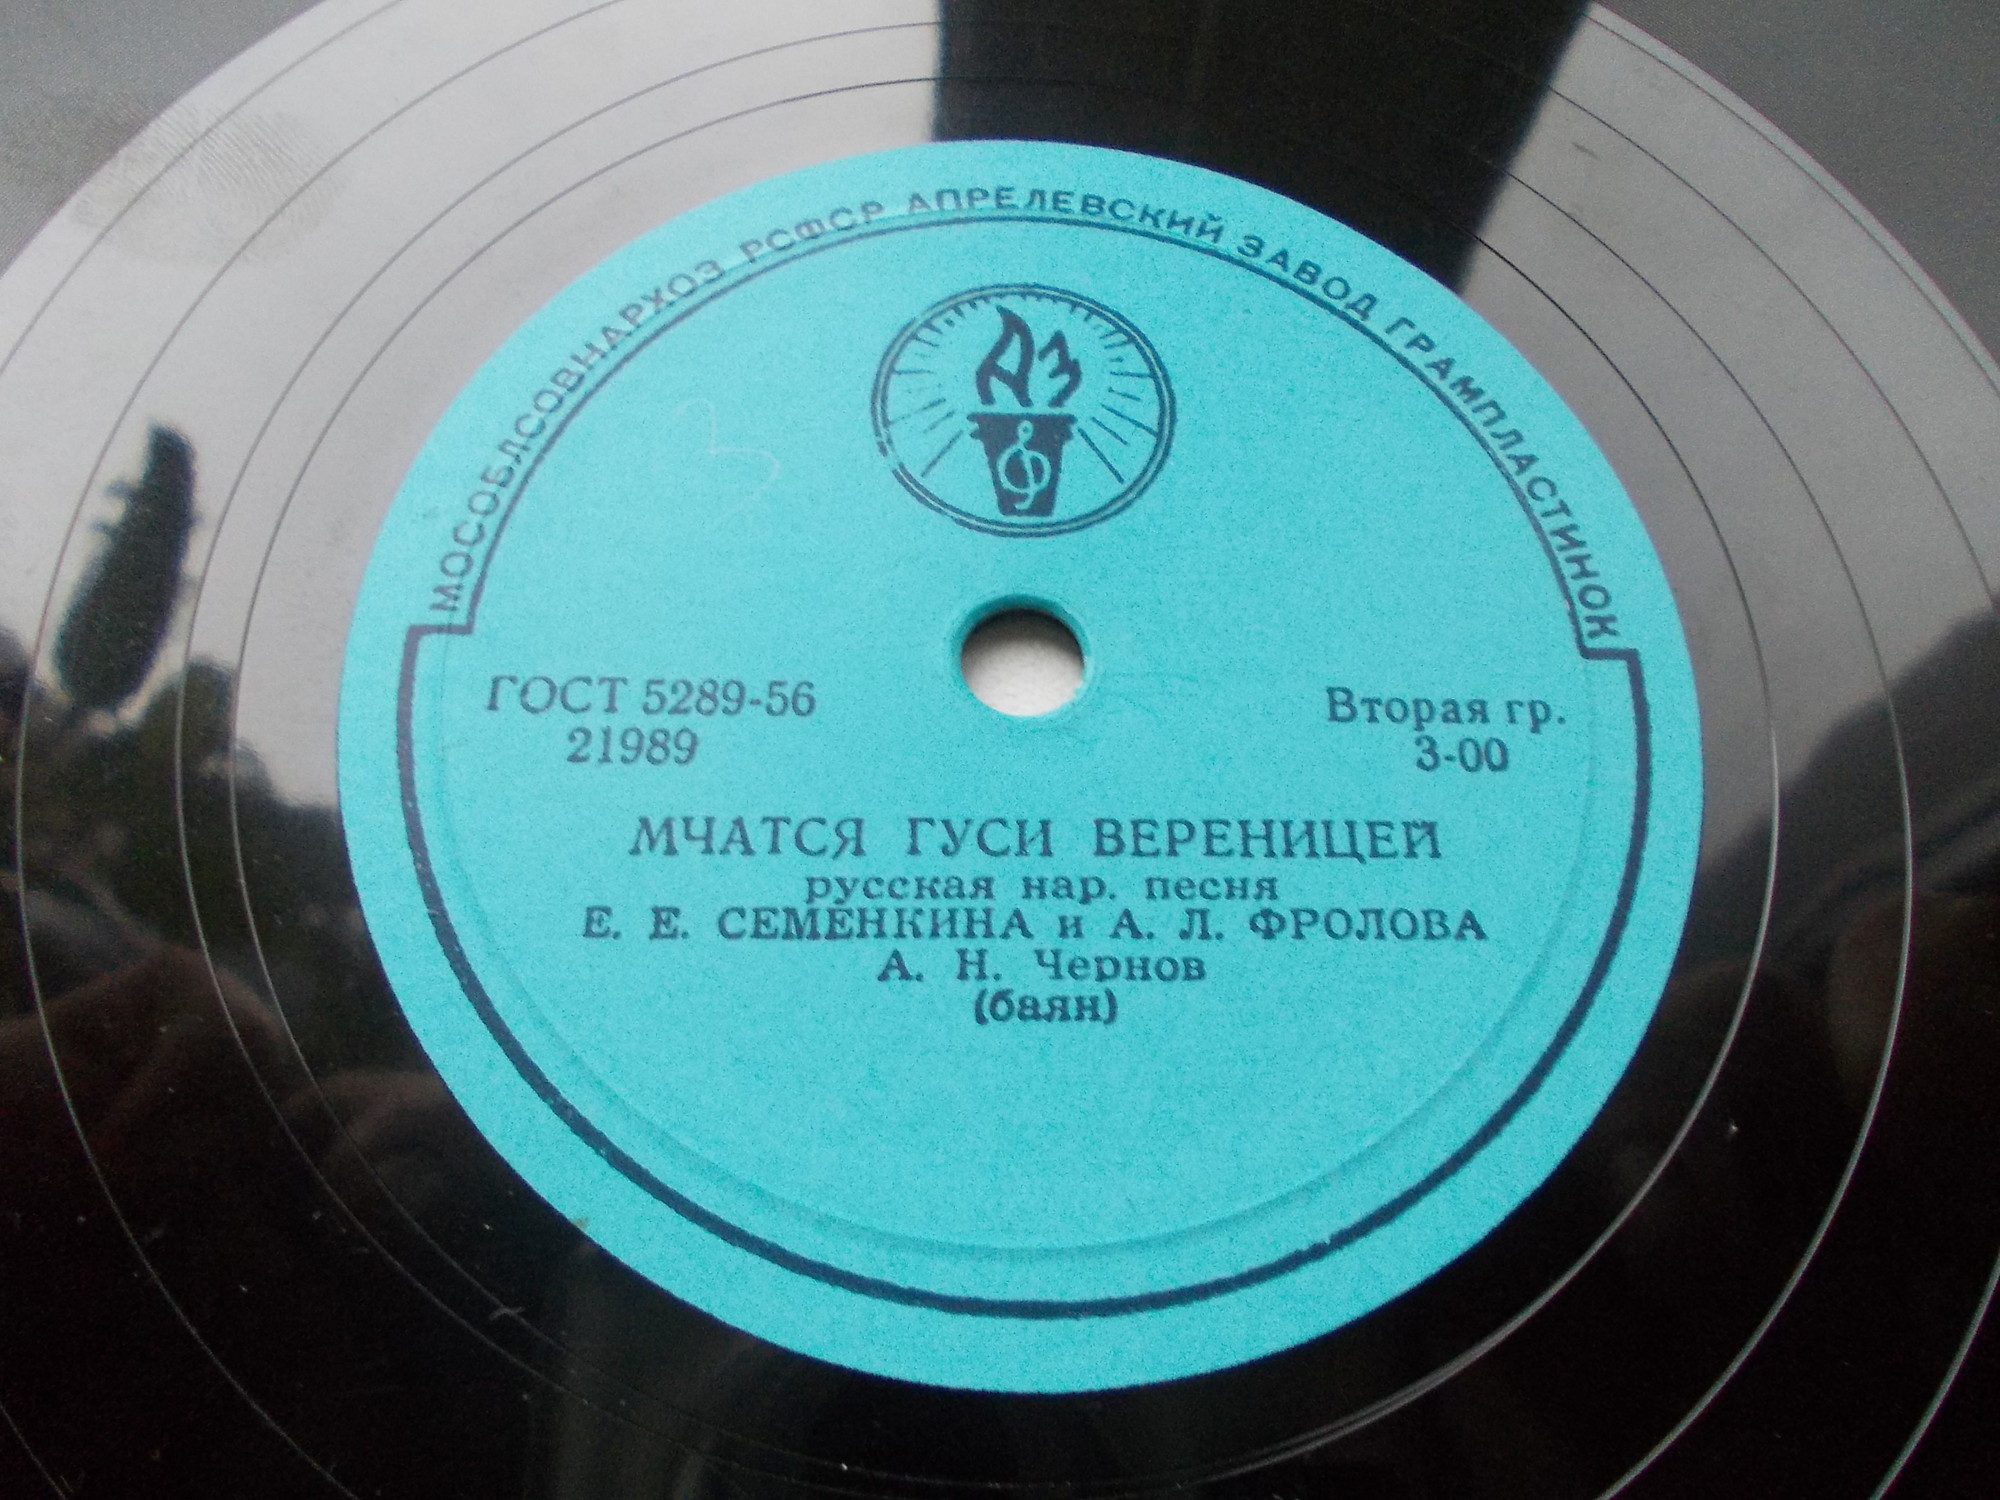 МОСОБЛСОВНАРХОЗ РСФСР АПРЕЛЕВСКИЙ ЗАВОД ГРАМПЛАСТИНОК
АЗ
ГОСТ 5289-56
21989
Вторая гр.
3-00
МЧАТСЯ ГУСИ ВЕРЕНИЦЕЙ
русская нар. песня
Е. Е. СЕМЕНКИНА и А. Л. ФРОЛОВА
А. Н. Чернов
(баян)